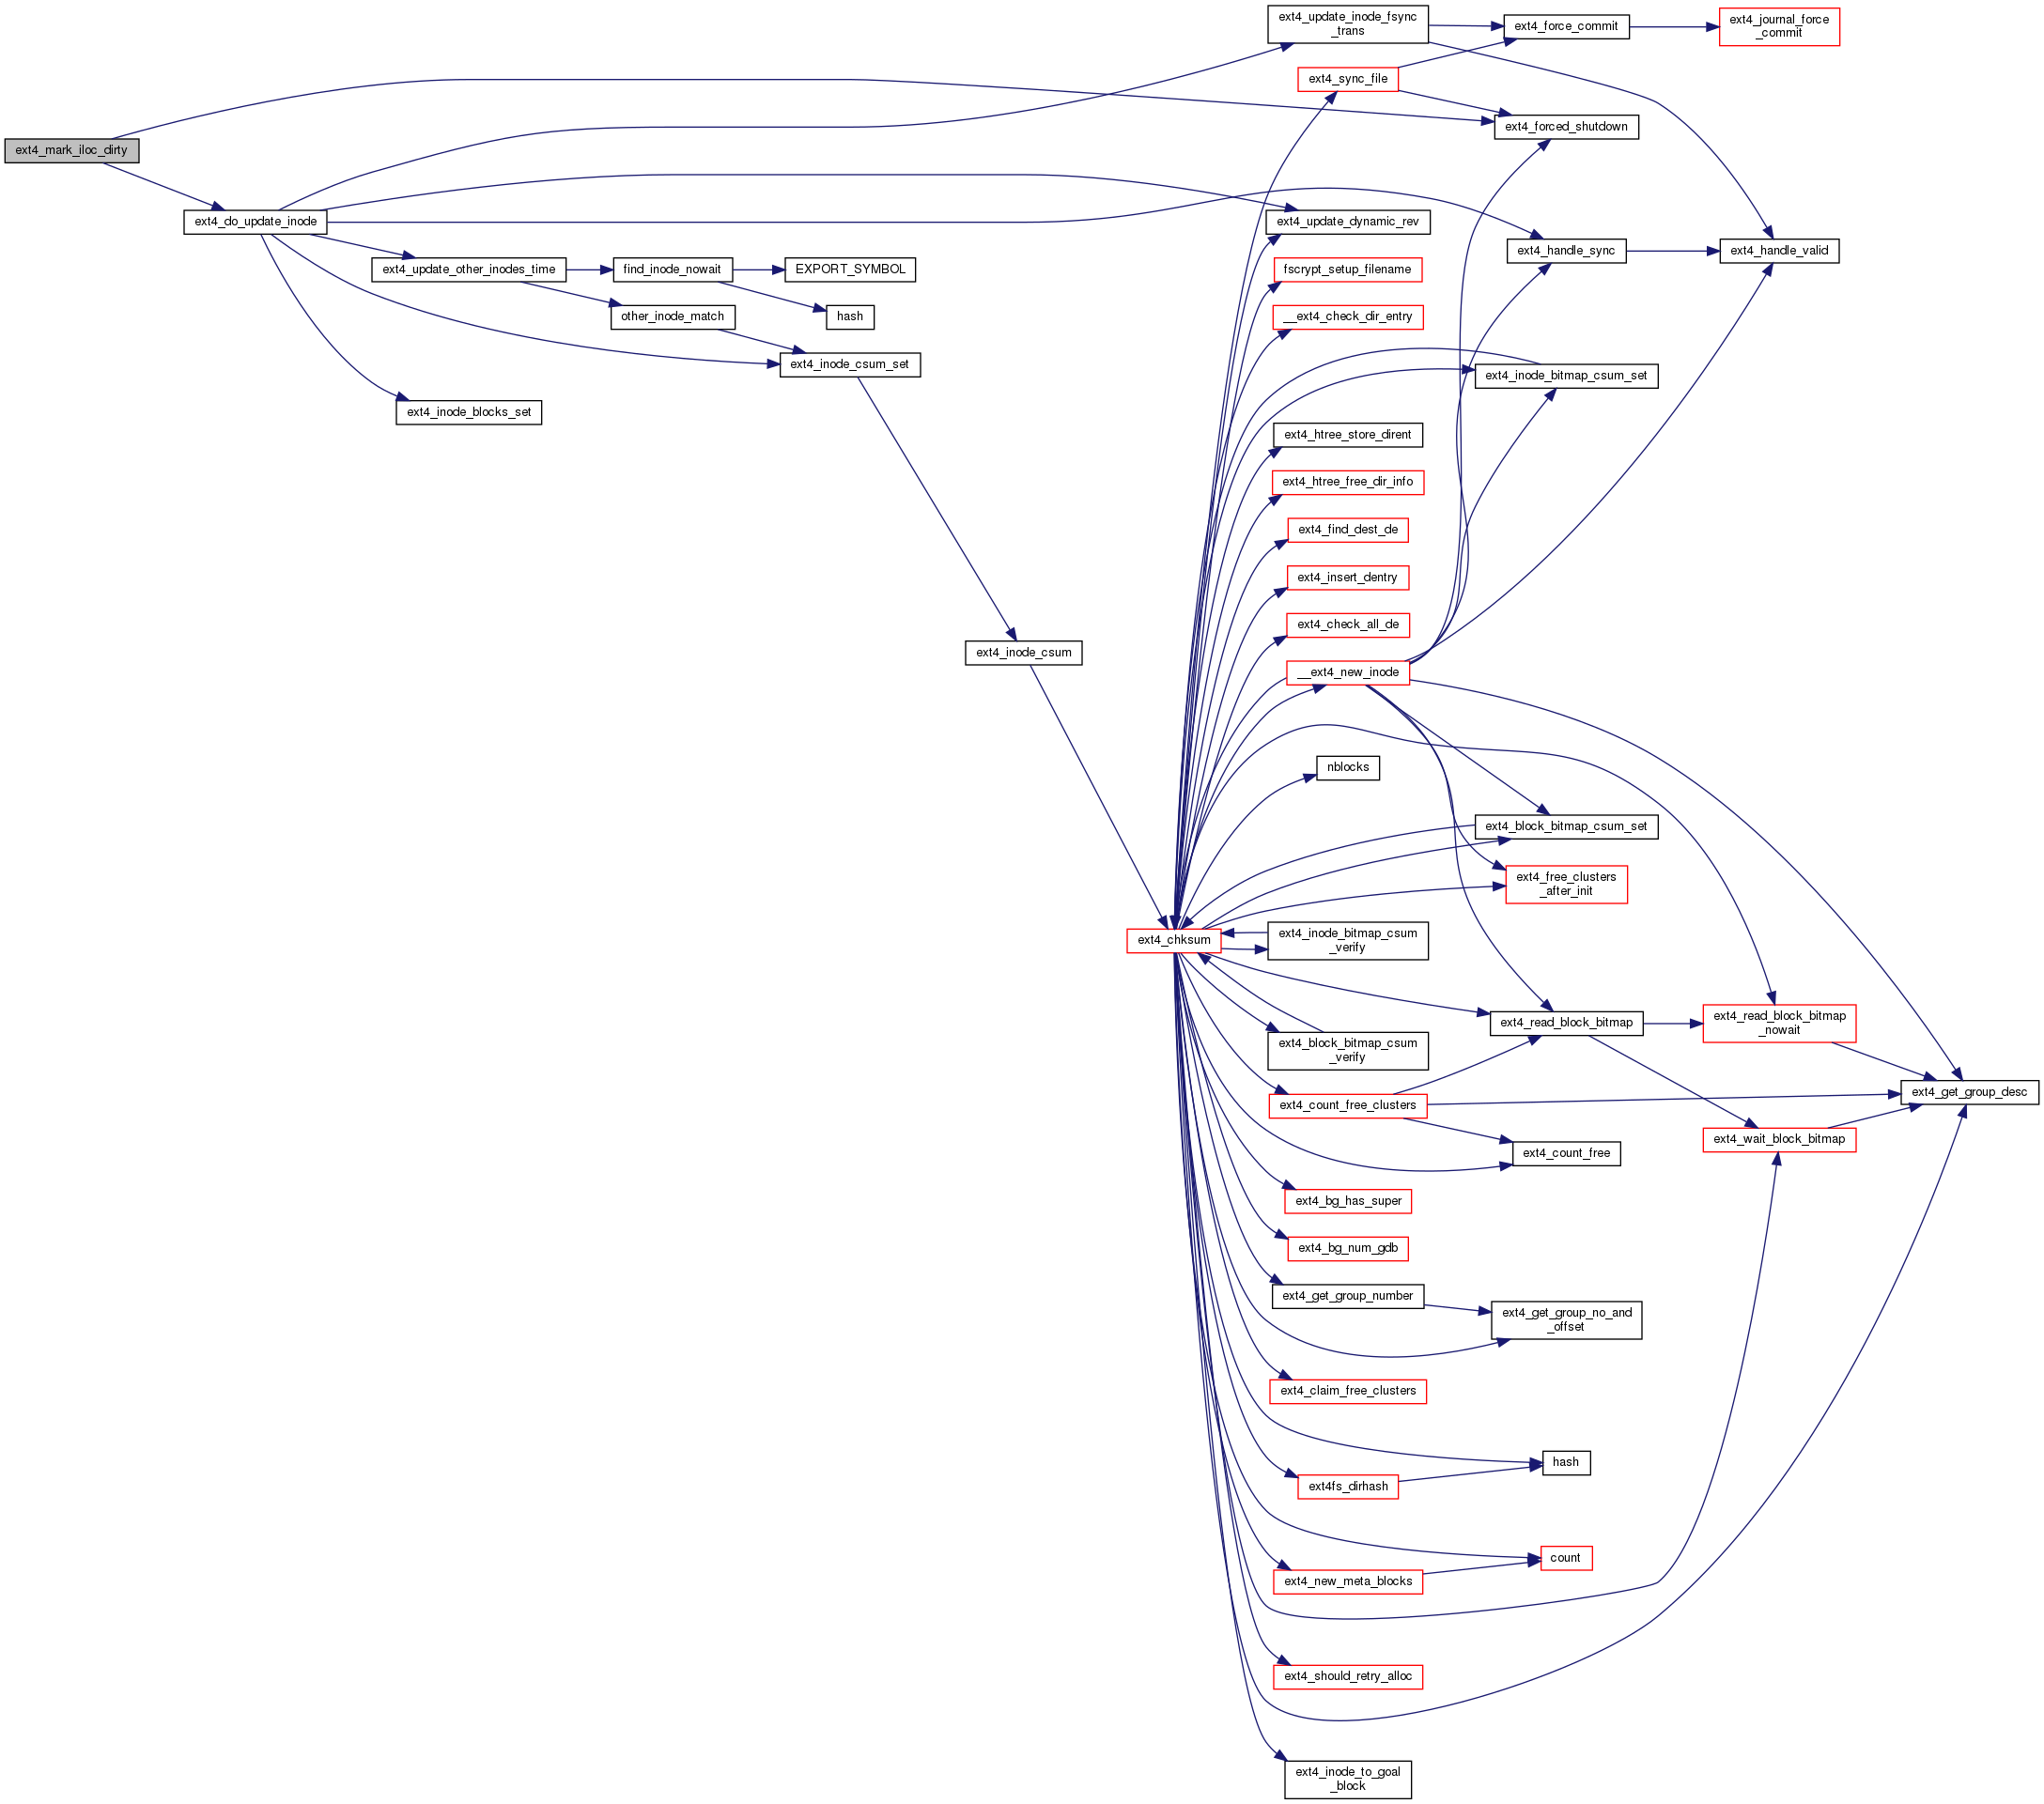 ext4_update_inode_fsync
_trans
ext4_force_commit
ext4_journal_force
_commit
ext4_sync_file
ext4_forced_shutdown
ext4_mark_iloc_dirty
ext4_do_update_inode
ext4_update_dynamic_rev
ext4_handle_sync
ext4_handle_valid
ext4_update_other_inodes_time
find_inode_nowait
EXPORT_SYMBOL
fscrypt_setup_filename
other_inode_match
hash
__ext4_check_dir_entry
ext4_inode_csum_set
ext4_inode_bitmap_csum_set
ext4_inode_blocks_set
ext4_htree_store_dirent
ext4_htree_free_dir_info
ext4_find_dest_de
ext4_insert_dentry
ext4_check_all_de
ext4_inode_csum
__ext4_new_inode
nblocks
ext4_block_bitmap_csum_set
ext4_free_clusters
_after_init
ext4_chksum
ext4_inode_bitmap_csum
_verify
ext4_read_block_bitmap
ext4_read_block_bitmap
_nowait
ext4_block_bitmap_csum
_verify
ext4_get_group_desc
ext4_count_free_clusters
ext4_wait_block_bitmap
ext4_count_free
ext4_bg_has_super
ext4_bg_num_gdb
ext4_get_group_number
ext4_get_group_no_and
_offset
ext4_claim_free_clusters
hash
ext4fs_dirhash
count
ext4_new_meta_blocks
ext4_should_retry_alloc
ext4_inode_to_goal
_block